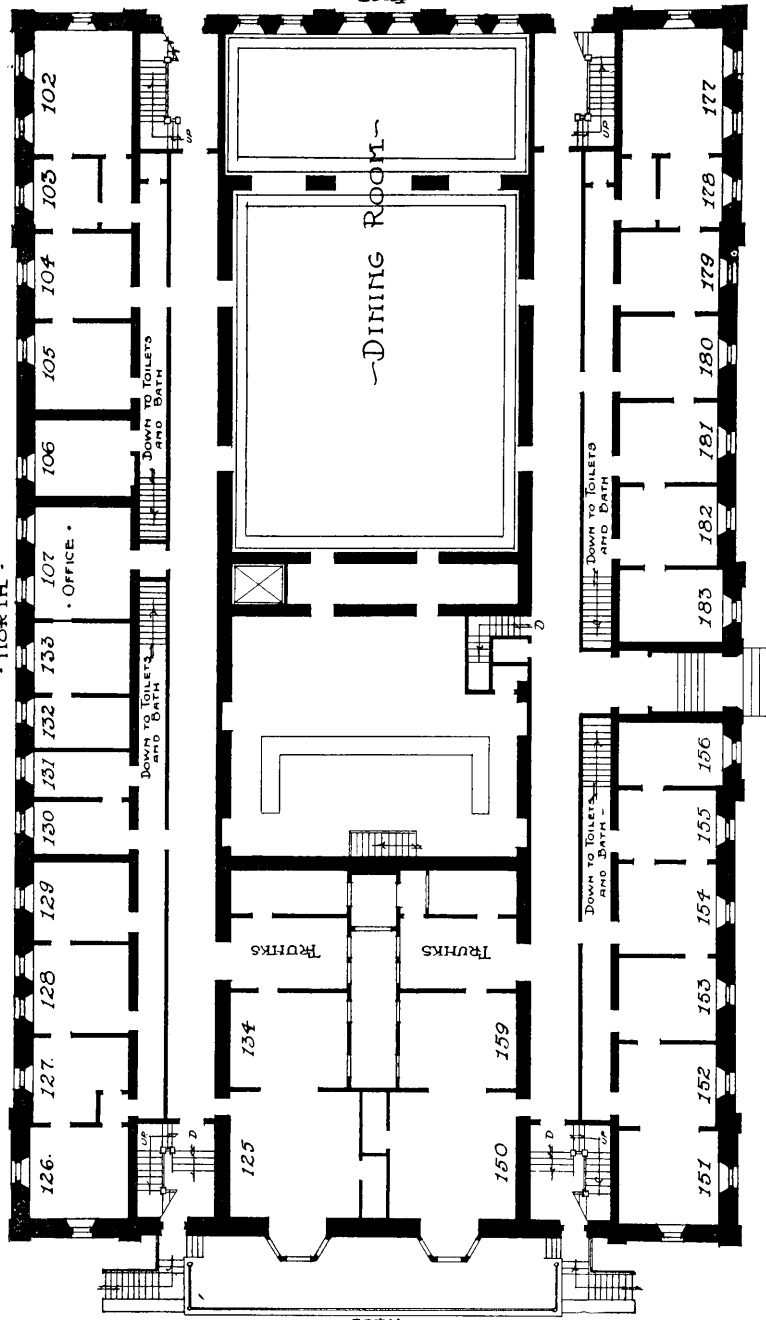 102
103
104
105
106
107
· OFFICE ·
133
132
131
130
129
128
127.
126.
· NORTH ·
UP
DOWN TO TOILETS
AND BATH
DOWN TO TOILETS
AND BATH
UP
D
~DINING ROOM~
D
TRUNKS
TRUNKS
134
159
125
150
UP
DOWN TO TOILETS
AND BATH
DOWN TO TOILETS
AND BATH -
D
UP
177
178
179
180
181
182
183
156
155
154
153
152
151